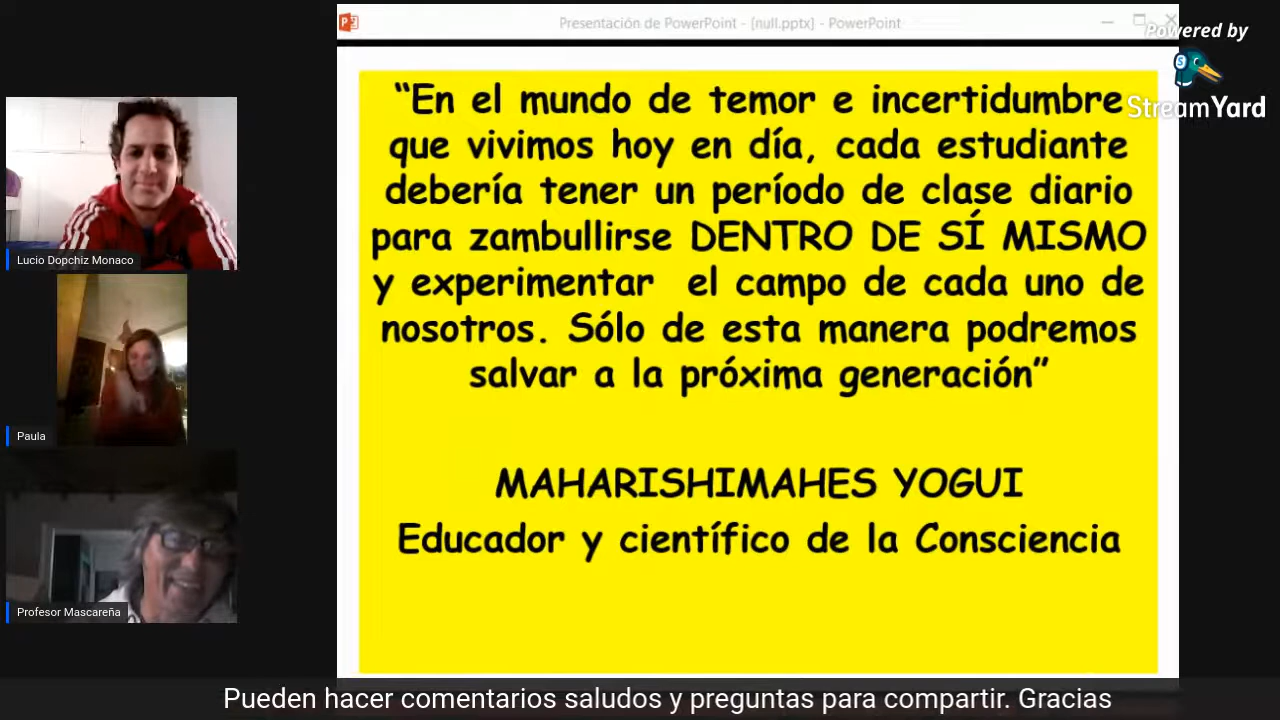 Presentación de PowerPoint - [null.pptx] - PowerPoint
Powered by
StreamYard
“En el mundo de temor e incertidumbre
que vivimos hoy en día, cada estudiante
debería tener un período de clase diario
para zambullirse DENTRO DE SÍ MISMO
y experimentar el campo de cada uno de
nosotros. Sólo de esta manera podremos
salvar a la próxima generación”
MAHARISHIMAHES YOGUI
Educador y científico de la Consciencia
Lucio Dopchiz Monaco
Paula
Profesor Mascareña
Pueden hacer comentarios saludos y preguntas para compartir. Gracias